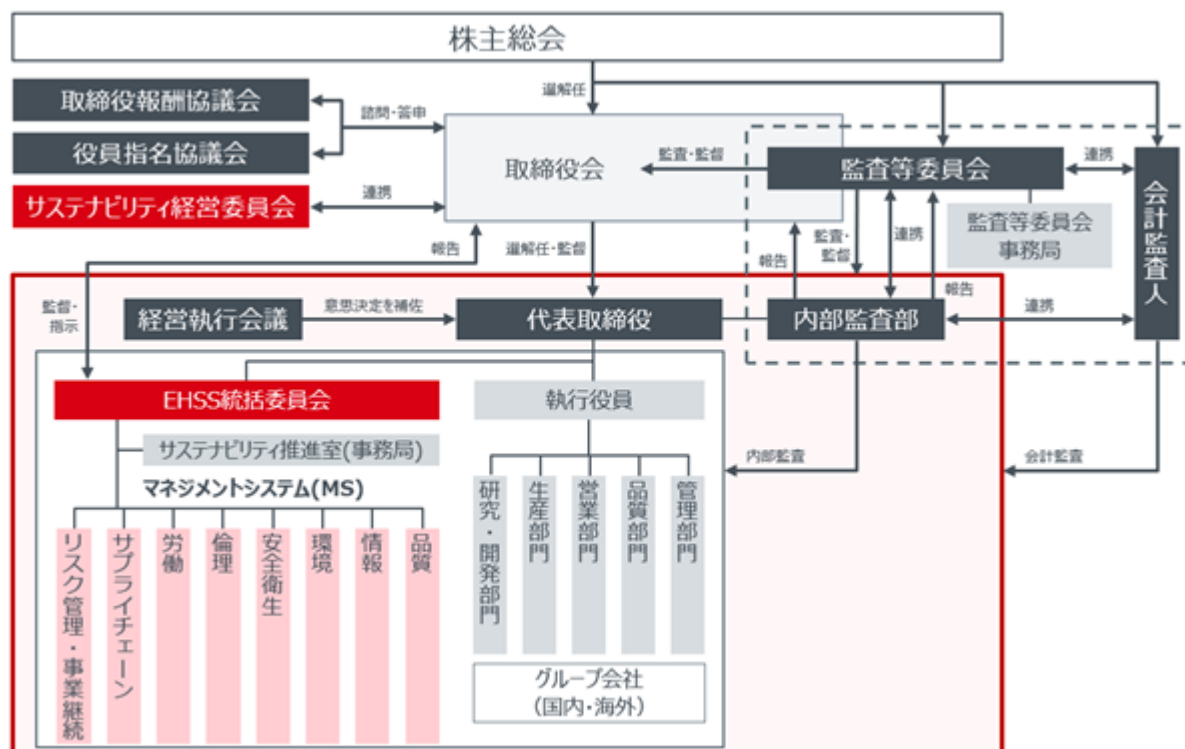 株主総会
選解任
取締役報酬協議会
諮問・答申
役員指名協議会
取締役会
監査・監督
監査等委員会
連携
会計監査人
サステナビリティ経営委員会
連携
監査等委員会
事務局
報告
選解任・監督
報告
監査・
監督
連携
報告
監督・
指示
経営執行会議
意思決定を補佐
代表取締役
内部監査部
連携
EHSS統括委員会
執行役員
サステナビリティ推進室(事務局)
内部監査
会計監査
マネジメントシステム(MS)
リスク管理・事業継続
サプライチェーン
労働
倫理
安全衛生
環境
情報
品質
研究・開発部門
生産部門
営業部門
品質部門
管理部門
グループ会社
(国内・海外)